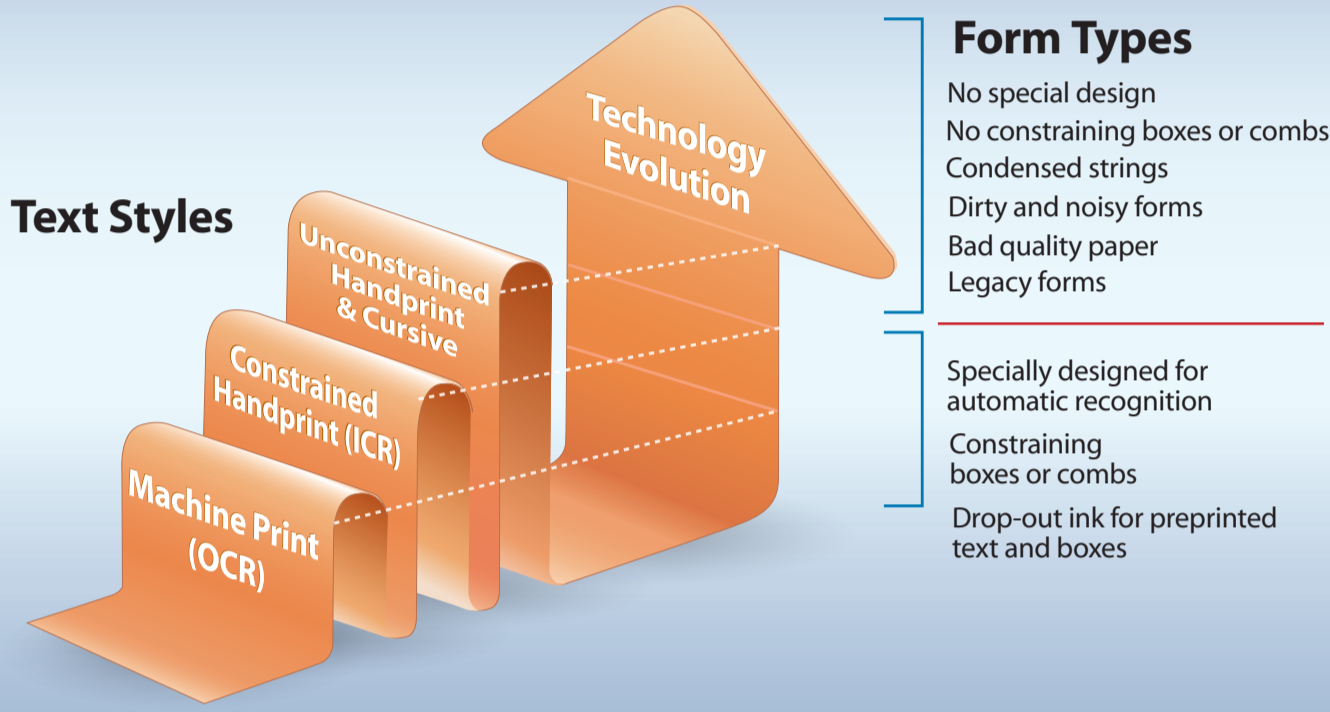 Text Styles
Machine Print
(OCR)
Constrained
Handprint (ICR)
Unconstrained
Handprint
& Cursive
Technology
Evolution
Form Types
No special design
No constraining boxes or combs
Condensed strings
Dirty and noisy forms
Bad quality paper
Legacy forms
Specially designed for
automatic recognition
Constraining
boxes or combs
Drop-out ink for preprinted
text and boxes